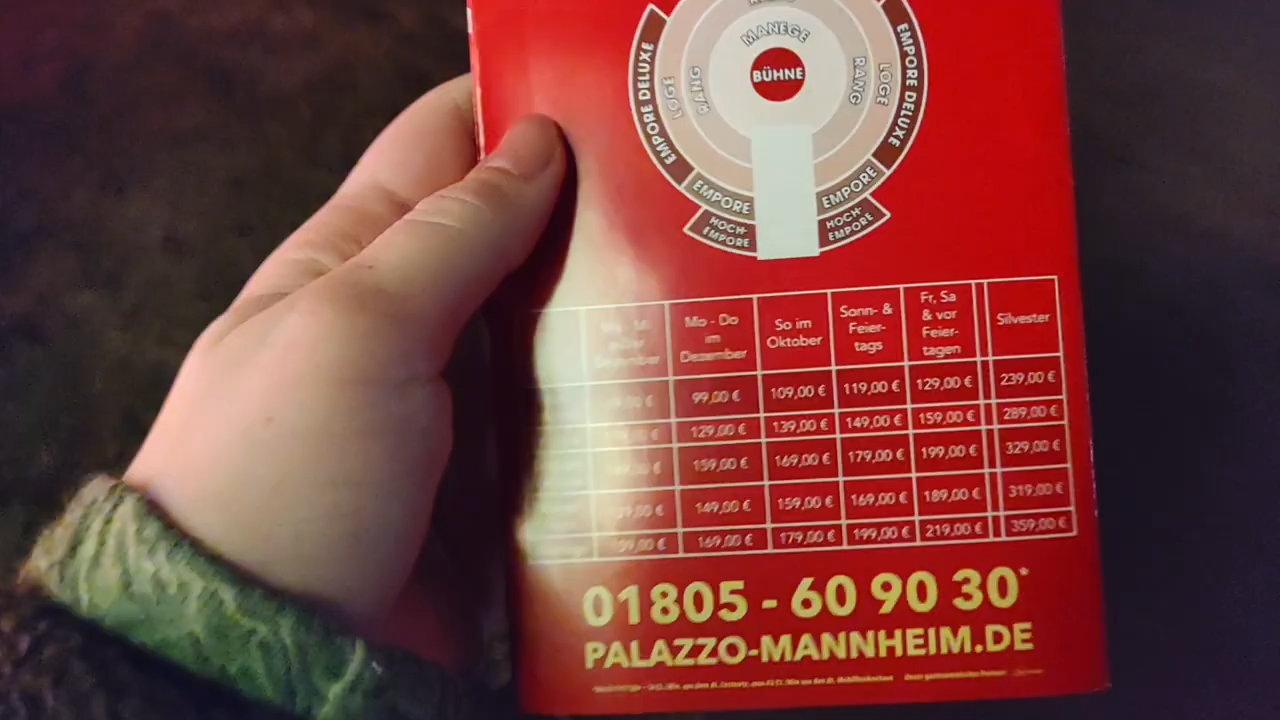 MANEGE
BÜHNE
RANG
RANG
LOGE
LOGE
EMPORE DELUXE
EMPORE DELUXE
EMPORE
EMPORE
HOCH-
EMPORE
HOCH-
EMPORE
Mo - Do
im
Dezember
So im
Oktober
Sonn- &
Feier-
tags
Fr, Sa
& vor
Feier-
tagen
Silvester
99,00 € 109,00 € 119,00 € 129,00 € 239,00 €
129,00 € 139,00 € 149,00 € 159,00 € 289,00 €
159,00 € 169,00 € 179,00 € 199,00 € 329,00 €
149,00 € 159,00 € 169,00 € 189,00 € 319,00 €
169,00 € 179,00 € 199,00 € 219,00 € 359,00 €
01805 - 60 90 30*
PALAZZO-MANNHEIM.DE